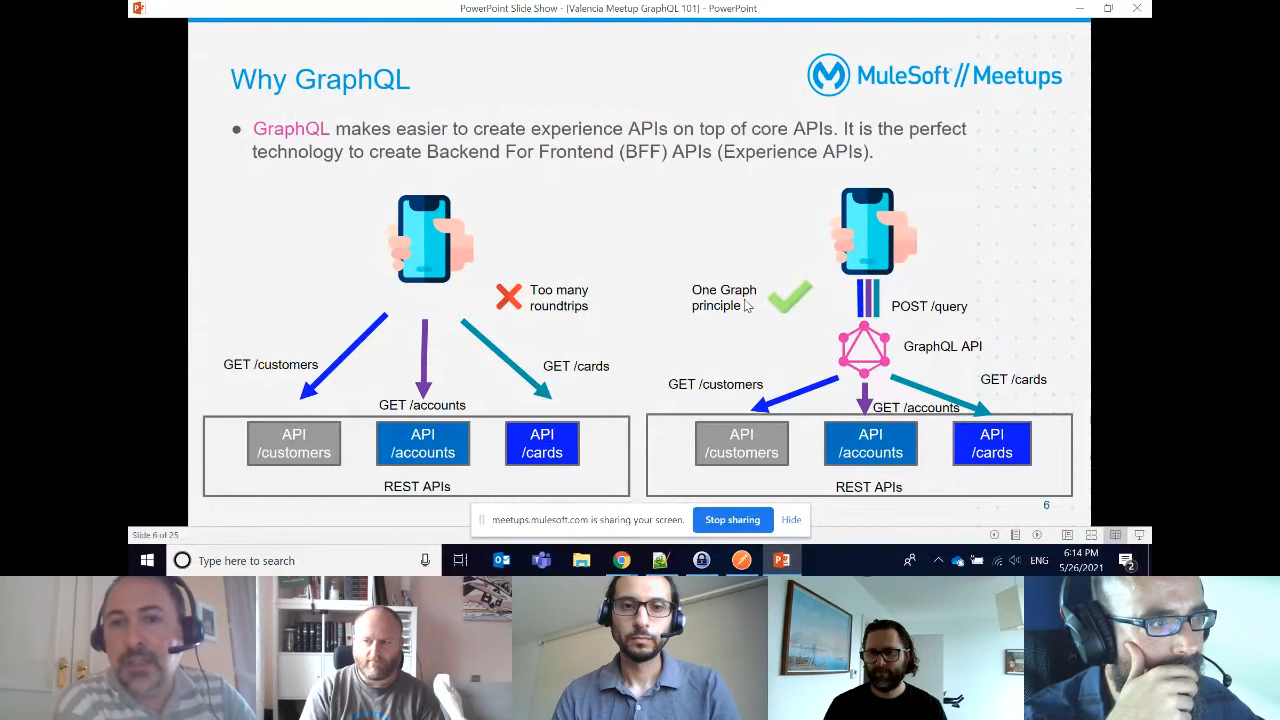 PowerPoint Slide Show - [Valencia Meetup GraphQL 101] - PowerPoint
Why GraphQL
MuleSoft // Meetups
GraphQL makes easier to create experience APIs on top of core APIs. It is the perfect
technology to create Backend For Frontend (BFF) APIs (Experience APIs).
Too many
roundtrips
GET /customers
GET /cards
GET /accounts
API
/customers
API
/accounts
API
/cards
REST APIs
One Graph
principle
POST /query
GraphQL API
GET /customers
GET /cards
GET /accounts
API
/customers
API
/accounts
API
/cards
REST APIs
6
meetups.mulesoft.com is sharing your screen.
Stop sharing
Hide
Slide 6 of 25
Type here to search
ENG
6:14 PM
5/26/2021
2